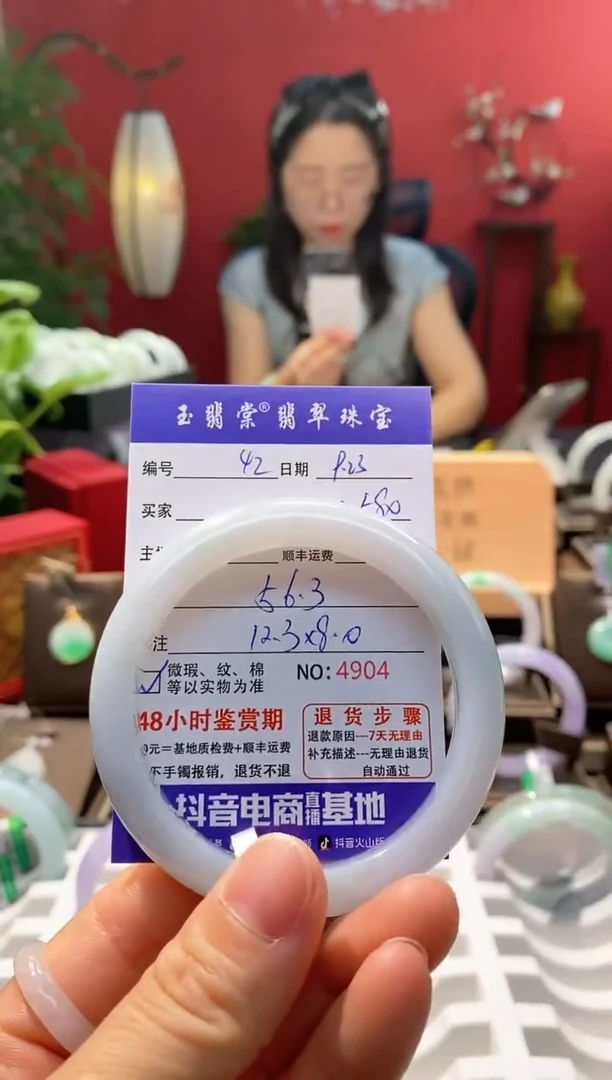 玉翡棠®翡翠珠宝
编号 42 日期 9.23
买家 580
主 顺丰运费
56.3
注 12.3x8.0
微瑕、纹、棉 NO:4904
等以实物为准
48小时鉴赏期 退货步骤
元=基地质检费+顺丰运费 退款原因---7天无理由
下手镯报销，退货不退 补充描述---无理由退货
自动通过
抖音电商直播基地
抖音火山版